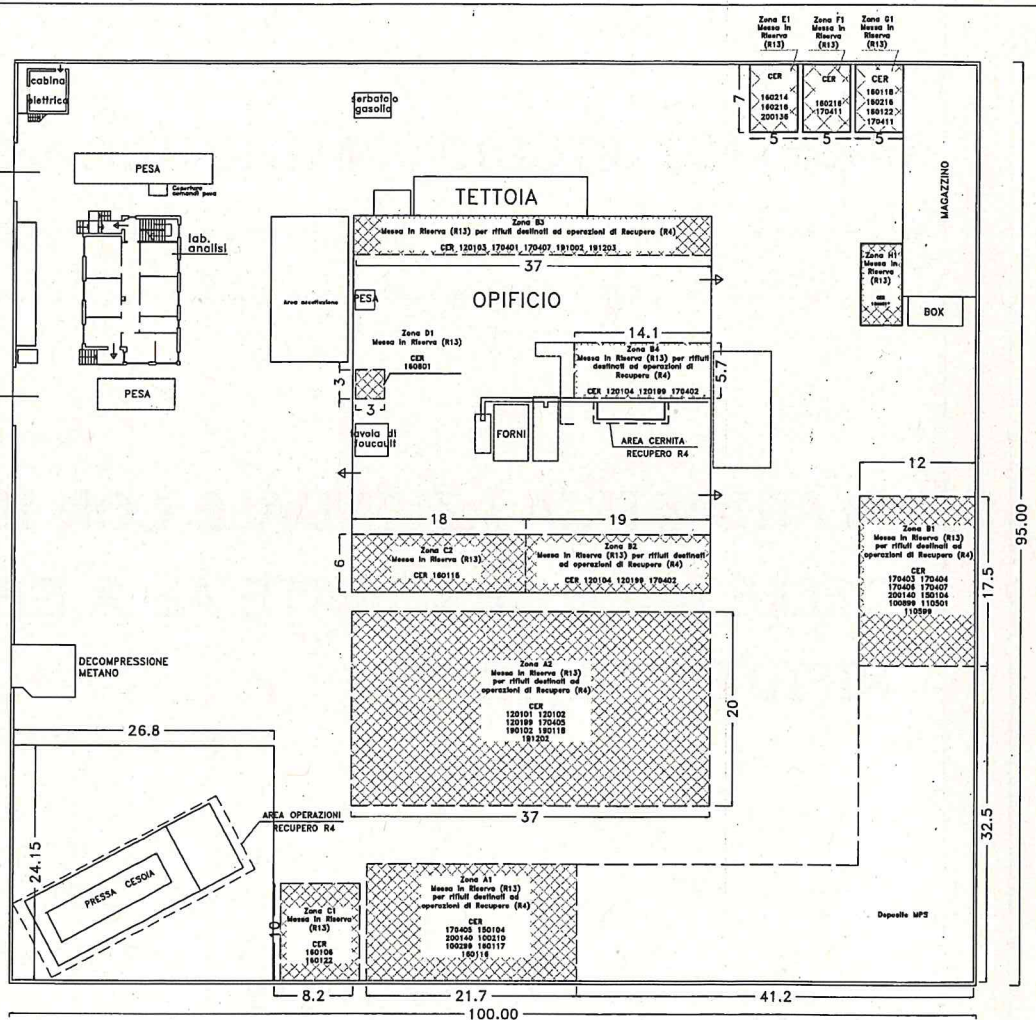 Zona E1
Messa in
Riserva
(R13)
Zona F1
Messa in
Riserva
(R13)
Zona G1
Messa in
Riserva
(R13)
cabina
elettrica
serbatoio
gasolio
7
CER
160214
160216
200136
CER
160216
170411
CER
160118
160216
160122
170411
5
5
5
PESA
Copertura
comandi pesa
TETTOIA
MAGAZZINO
lab.
analisi
Zona B3
Messa in Riserva (R13) per rifiuti destinati ad operazioni di Recupero (R4)
CER 120103 170401 170407 191002 191203
37
Area accettazione
PESA
OPIFICIO
Zona H1
Messa in
Riserva
(R13)
CER
BOX
Zona D1
Messa in Riserva (R13)
CER
160801
3
3
14.1
Zona B4
Messa in Riserva (R13) per rifiuti
destinati ad operazioni di
Recupero (R4)
CER 120104 120199 170402
5.7
PESA
tavola di
foucault
FORNI
AREA CERNITA
RECUPERO R4
12
95.00
18
19
6
Zona C2
Messa in Riserva (R13)
CER 160116
Zona B2
Messa in Riserva (R13) per rifiuti destinati
ad operazioni di Recupero (R4)
CER 120104 120199 170402
Zona B1
Messa in Riserva (R13)
per rifiuti destinati ad
operazioni di Recupero (R4)
CER
170403 170404
170406 170407
200140 150104
100899 110501
110599
17.5
DECOMPRESSIONE
METANO
Zona A2
Messa in Riserva (R13)
per rifiuti destinati ad
operazioni di Recupero (R4)
CER
120101 120102
120199 170405
190102 190118
191202
20
37
26.8
24.15
AREA OPERAZIONI
RECUPERO R4
PRESSA CESOIA
32.5
10
Zona C1
Messa in Riserva
(R13)
CER
160106
160122
Zona A1
Messa in Riserva (R13)
per rifiuti destinati ad
operazioni di Recupero (R4)
CER
170405 150104
200140 100210
100299 160117
160116
Deposito MPS
8.2
21.7
41.2
100.00